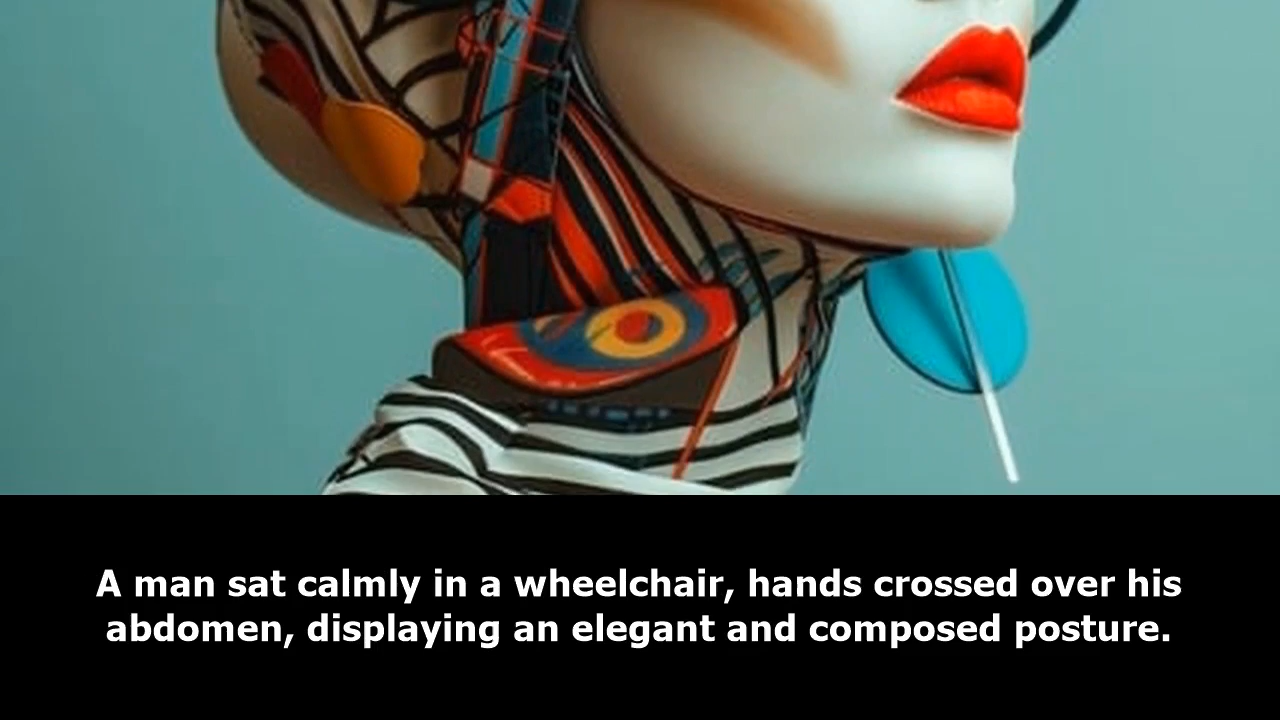 A man sat calmly in a wheelchair, hands crossed over his
abdomen, displaying an elegant and composed posture.